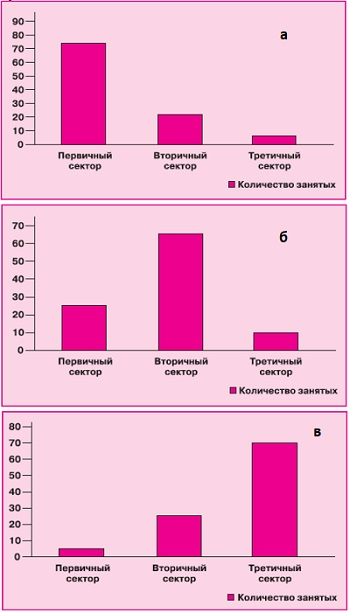 90
80
70
60
50
40
30
20
10
0
а
Первичный сектор
Вторичный сектор
Третичный сектор
Количество занятых
70
60
50
40
30
20
10
0
б
Первичный сектор
Вторичный сектор
Третичный сектор
Количество занятых
80
70
60
50
40
30
20
10
0
в
Первичный сектор
Вторичный сектор
Третичный сектор
Количество занятых